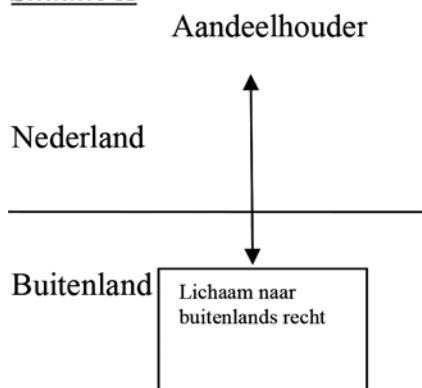 Aandeelhouder
Nederland
Buitenland
Lichaam naar
buitenlands recht